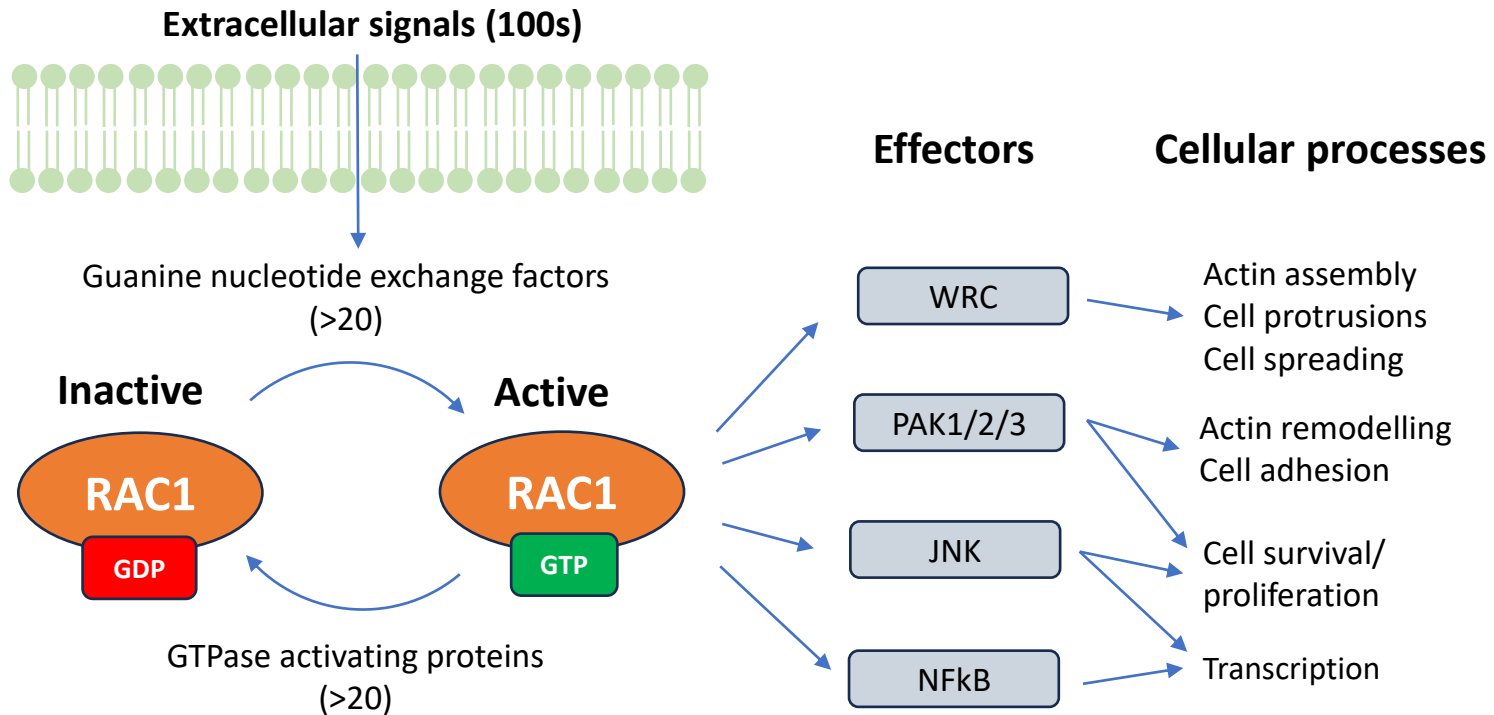 Extracellular signals (100s)
Effectors
Cellular processes
Guanine nucleotide exchange factors
(>20)
Inactive
Active
RAC1
GDP
RAC1
GTP
GTPase activating proteins
(>20)
WRC
PAK1/2/3
JNK
NFkB
Actin assembly
Cell protrusions
Cell spreading
Actin remodelling
Cell adhesion
Cell survival/
proliferation
Transcription